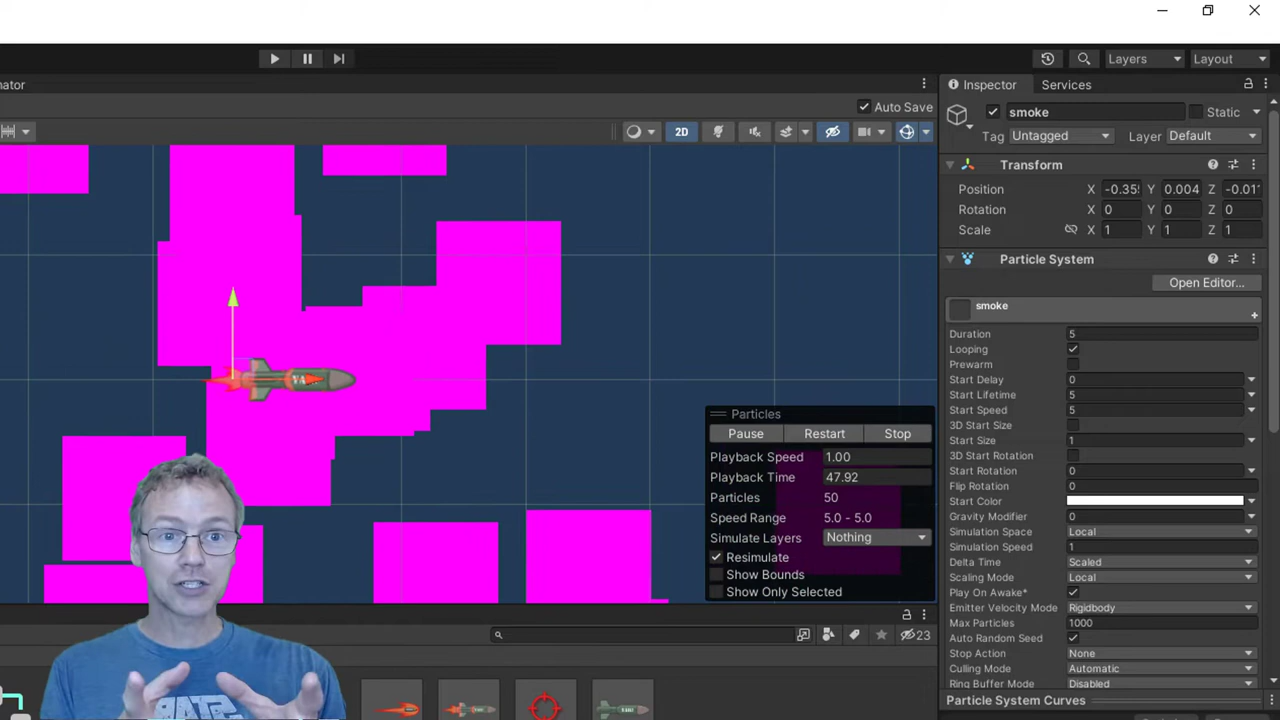 Layers
Layout
nator
Inspector
Services
Auto Save
smoke
Static
2D
Tag
Untagged
Layer
Default
Transform
Position X -0.35 Y 0.004 Z -0.01
Rotation X 0 Y 0 Z 0
Scale X 1 Y 1 Z 1
Particle System
Open Editor...
smoke
Duration 5
Looping
Prewarm
Start Delay 0
Start Lifetime 5
Start Speed 5
3D Start Size
Start Size 1
3D Start Rotation
Start Rotation 0
Flip Rotation 0
Start Color
Gravity Modifier 0
Simulation Space Local
Simulation Speed 1
Delta Time Scaled
Scaling Mode Local
Play On Awake*
Emitter Velocity Mode Rigidbody
Max Particles 1000
Auto Random Seed
Stop Action None
Culling Mode Automatic
Ring Buffer Mode Disabled
Particle System Curves
Particles
Pause Restart Stop
Playback Speed 1.00
Playback Time 47.92
Particles 50
Speed Range 5.0 - 5.0
Simulate Layers Nothing
Resimulate
Show Bounds
Show Only Selected
23